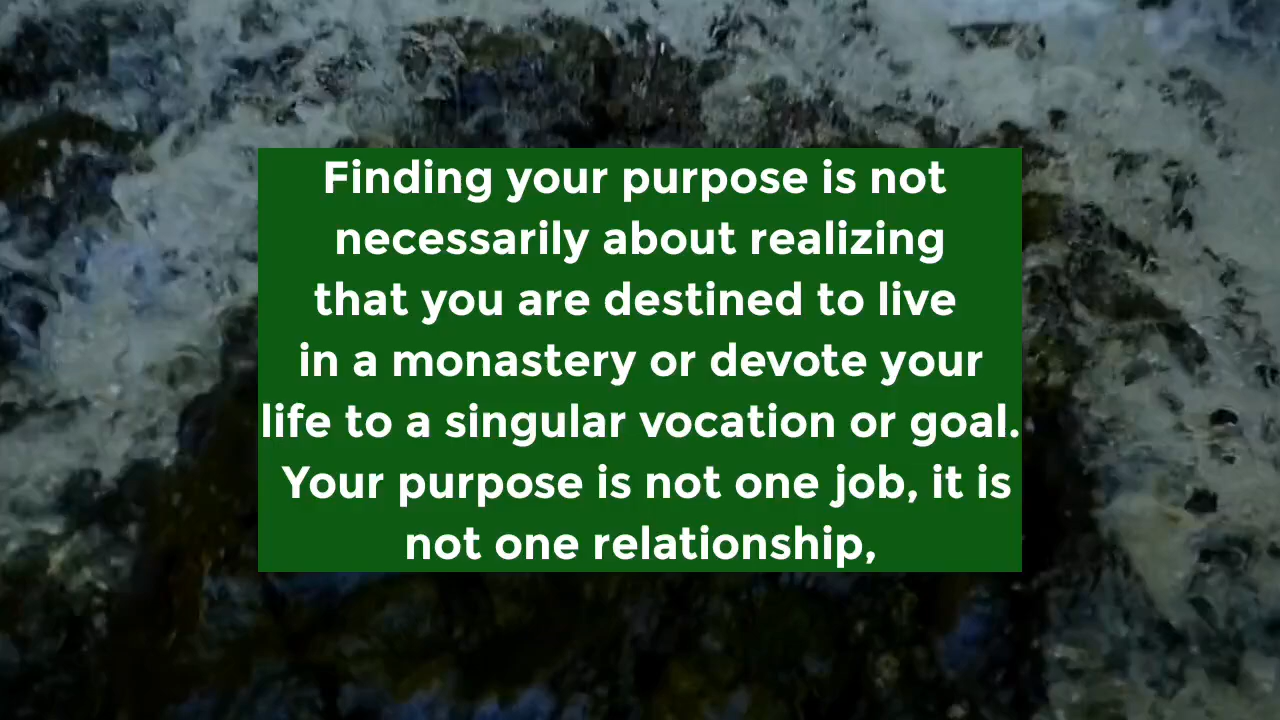 Finding your purpose is not
necessarily about realizing
that you are destined to live
in a monastery or devote your
life to a singular vocation or goal.
Your purpose is not one job, it is
not one relationship,